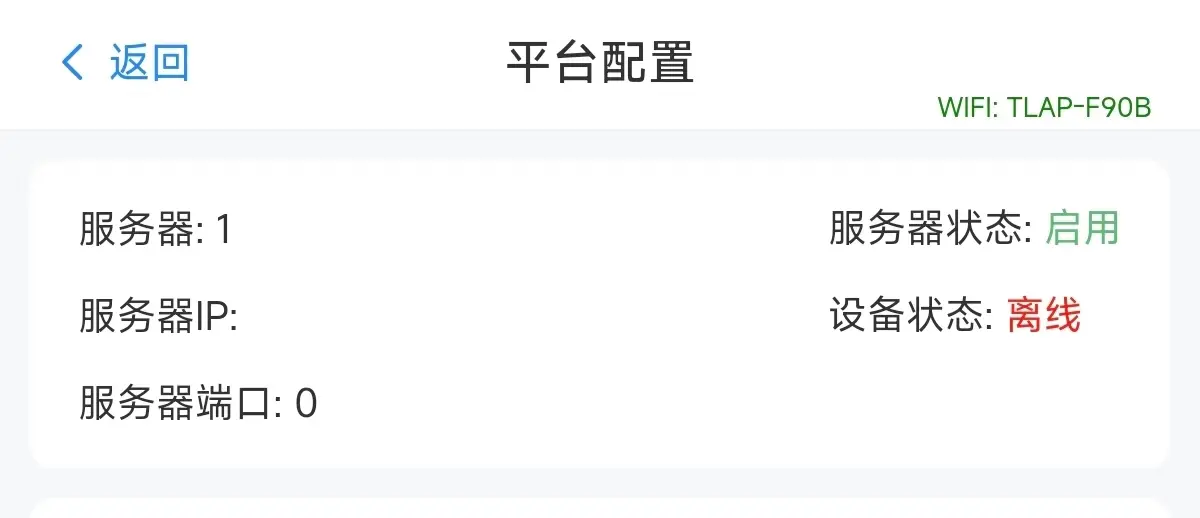 返回
平台配置
WIFI: TLAP-F90B
服务器: 1
服务器状态: 启用
服务器IP:
设备状态: 离线
服务器端口: 0